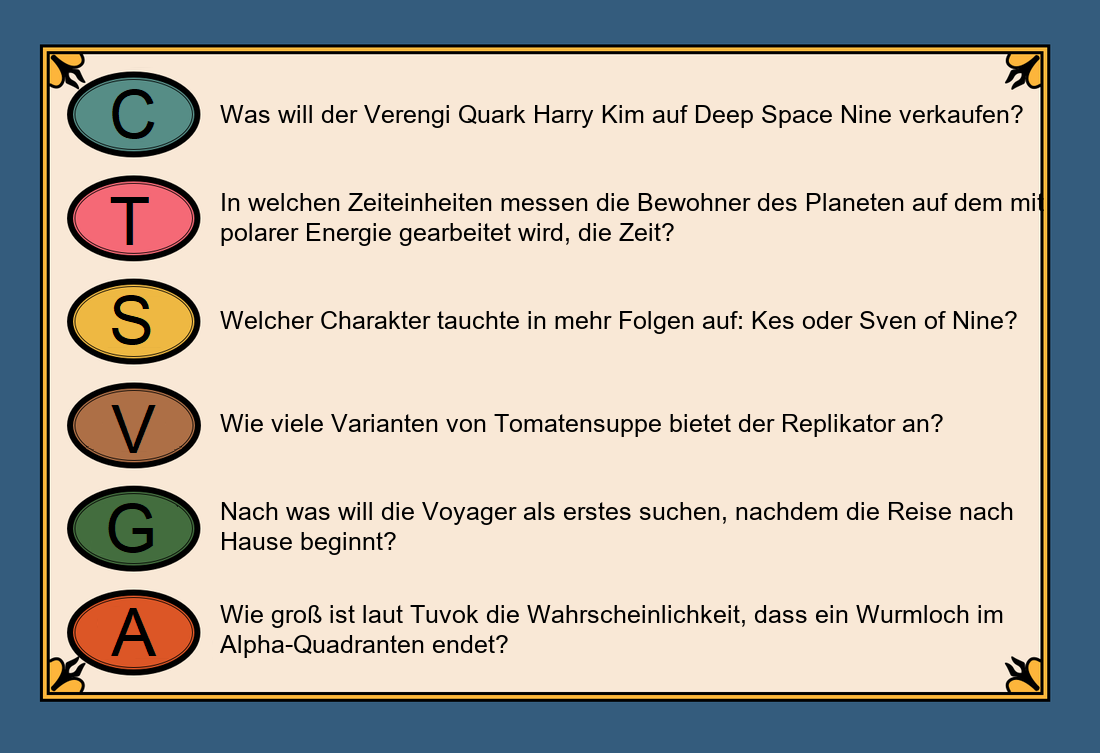 C Was will der Verengi Quark Harry Kim auf Deep Space Nine verkaufen?
T In welchen Zeiteinheiten messen die Bewohner des Planeten auf dem mit
polarer Energie gearbeitet wird, die Zeit?
S Welcher Charakter tauchte in mehr Folgen auf: Kes oder Sven of Nine?
V Wie viele Varianten von Tomatensuppe bietet der Replikator an?
G Nach was will die Voyager als erstes suchen, nachdem die Reise nach
Hause beginnt?
A Wie groß ist laut Tuvok die Wahrscheinlichkeit, dass ein Wurmloch im
Alpha-Quadranten endet?